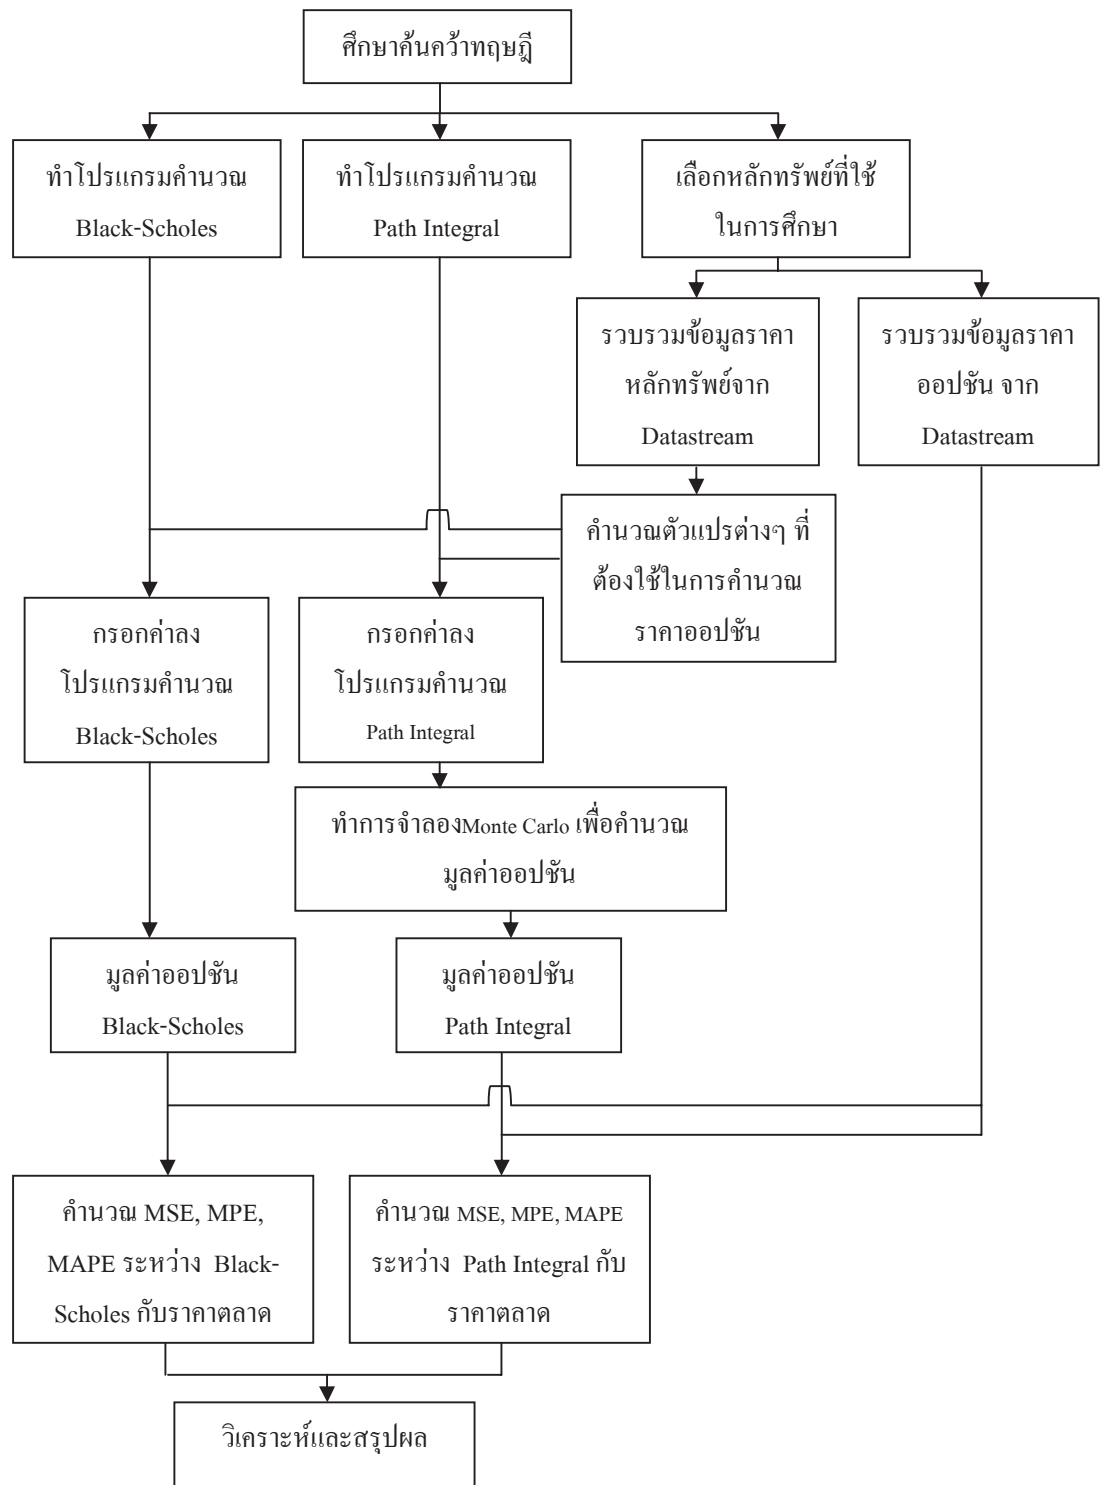 ศึกษาค้นคว้าทฤษฎี
ทำโปรแกรมคำนวณ
Black-Scholes
ทำโปรแกรมคำนวณ
Path Integral
เลือกหลักทรัพย์ที่ใช้
ในการศึกษา
รวบรวมข้อมูลราคา
หลักทรัพย์จาก
Datastream
รวบรวมข้อมูลราคา
ออปชัน จาก
Datastream
คำนวณตัวแปรต่างๆ ที่
ต้องใช้ในการคำนวณ
ราคาออปชัน
กรอกค่าลง
โปรแกรมคำนวณ
Black-Scholes
กรอกค่าลง
โปรแกรมคำนวณ
Path Integral
ทำการจำลองMonte Carlo เพื่อคำนวณ
มูลค่าออปชัน
มูลค่าออปชัน
Black-Scholes
มูลค่าออปชัน
Path Integral
คำนวณ MSE, MPE,
MAPE ระหว่าง Black-
Scholes กับราคาตลาด
คำนวณ MSE, MPE, MAPE
ระหว่าง Path Integral กับ
ราคาตลาด
วิเคราะห์และสรุปผล